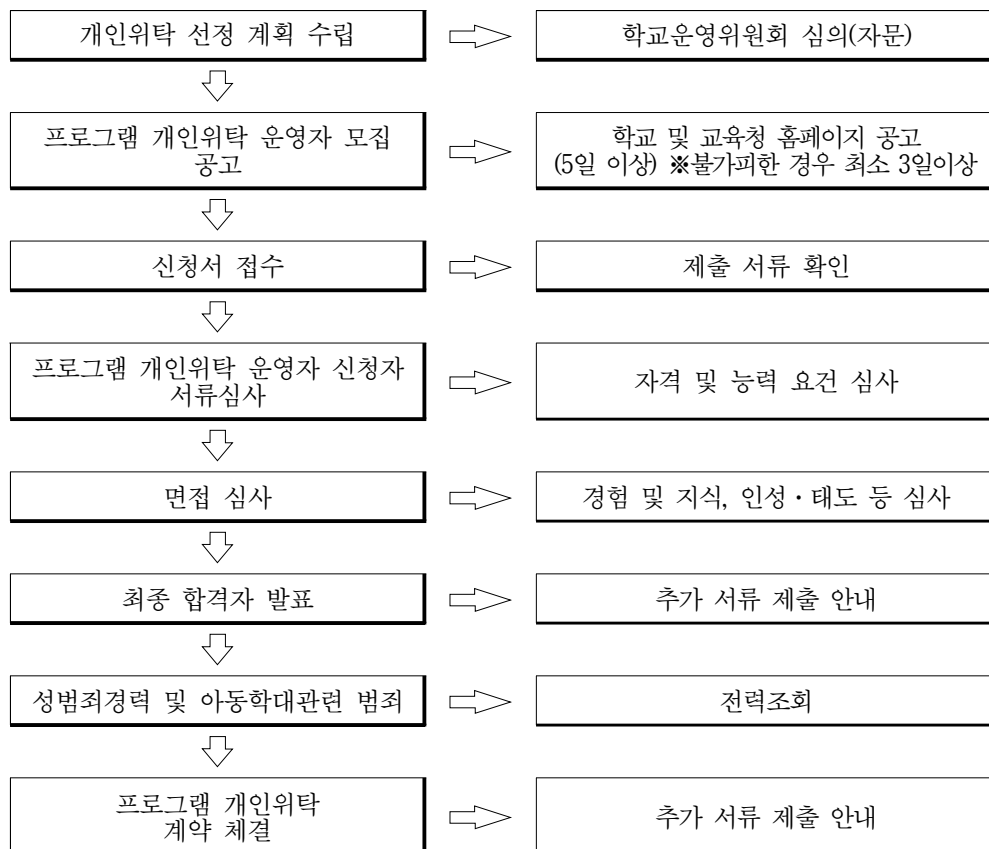 개인위탁 선정 계획 수립
학교운영위원회 심의(자문)
프로그램 개인위탁 운영자 모집
공고
학교 및 교육청 홈페이지 공고
(5일 이상) ※불가피한 경우 최소 3일이상
신청서 접수
제출 서류 확인
프로그램 개인위탁 운영자 신청자
서류심사
자격 및 능력 요건 심사
면접 심사
경험 및 지식, 인성·태도 등 심사
최종 합격자 발표
추가 서류 제출 안내
성범죄경력 및 아동학대관련 범죄
전력조회
프로그램 개인위탁
계약 체결
추가 서류 제출 안내